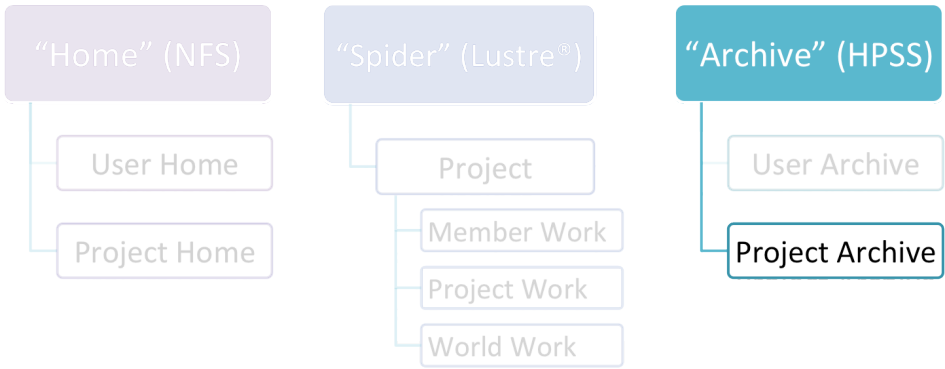 “Home” (NFS)
User Home
Project Home
“Spider” (Lustre®)
Project
Member Work
Project Work
World Work
“Archive” (HPSS)
User Archive
Project Archive